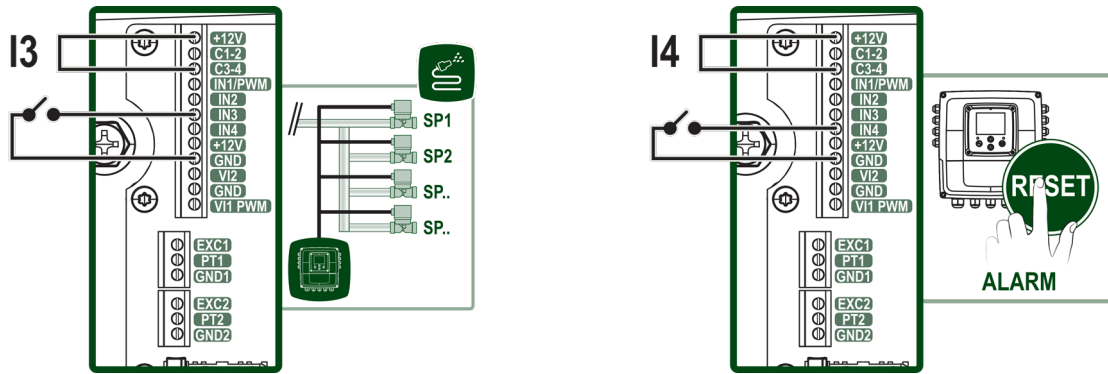 I3
+12V
C1-2
C3-4
IN1/PWM
IN2
IN3
IN4
+12V
GND
VI2
GND
VI1 PWM
EXC1
PT1
GND1
EXC2
PT2
GND2
SP1
SP2
SP..
SP..
I4
+12V
C1-2
C3-4
IN1/PWM
IN2
IN3
IN4
+12V
GND
VI2
GND
VI1 PWM
EXC1
PT1
GND1
EXC2
PT2
GND2
RESET
ALARM